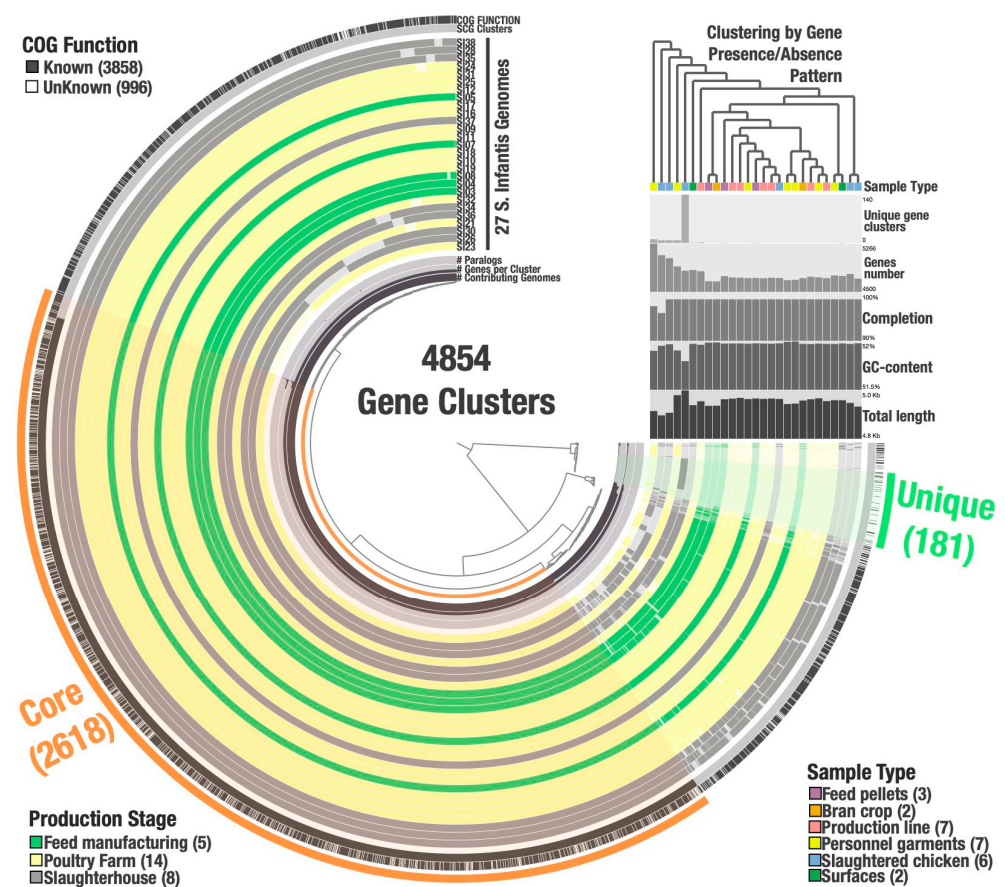 COG Function
Known (3858)
UnKnown (996)
COG FUNCTION
SCG Clusters
27 S. Infantis Genomes
# Paralogs
# Genes per Cluster
# Contributing Genomes
4854
Gene Clusters
Clustering by Gene
Presence/Absence
Pattern
Sample Type
140
Unique gene
clusters
0
5266
Genes
number
4500
100%
Completion
90%
52%
GC-content
51.5%
5.0 Kb
Total length
4.8 Kb
Unique
(181)
Core
(2618)
Production Stage
Feed manufacturing (5)
Poultry Farm (14)
Slaughterhouse (8)
Sample Type
Feed pellets (3)
Bran crop (2)
Production line (7)
Personnel garments (7)
Slaughtered chicken (6)
Surfaces (2)